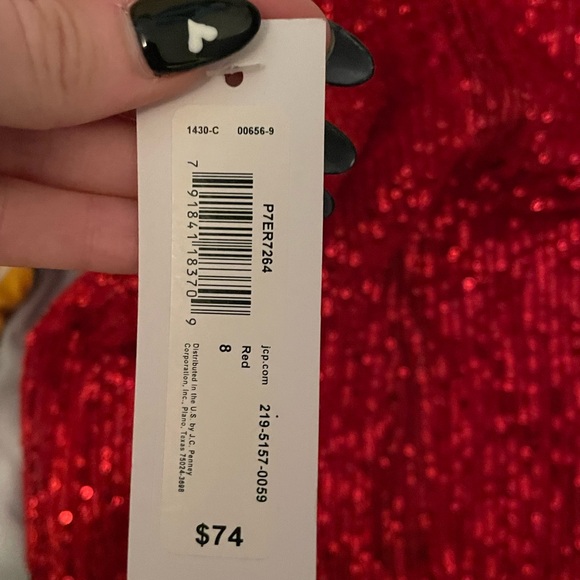 1430-C 00656-9
P7ER7264
7 91841 18370 9
jcp.com 219-5157-0059
Red
8
Distributed in the U.S. by J.C. Penney
Corporation, Inc., Plano, Texas 75024-3698
$74